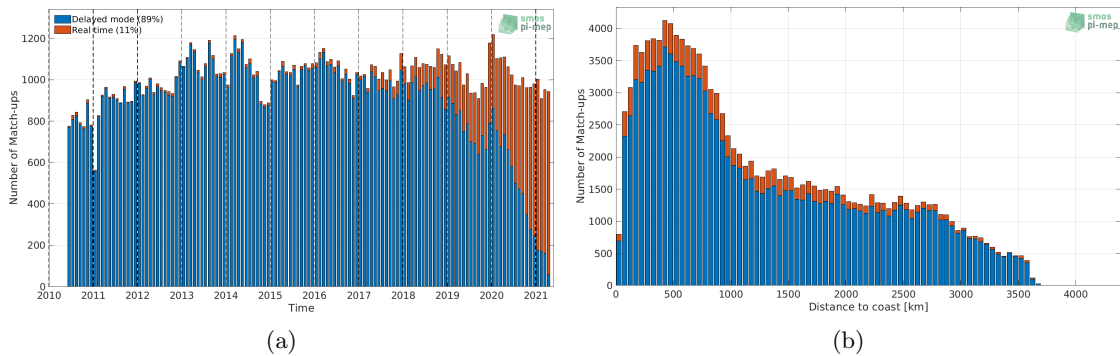 Delayed mode (89%)
Real time (11%)
smos
pi-mep
Number of Match-ups
1200
1000
800
600
400
200
0
2010 2011 2012 2013 2014 2015 2016 2017 2018 2019 2020 2021
Time
(a)
smos
pi-mep
Number of Match-ups
4000
3500
3000
2500
2000
1500
1000
500
0
0 500 1000 1500 2000 2500 3000 3500 4000
Distance to coast [km]
(b)